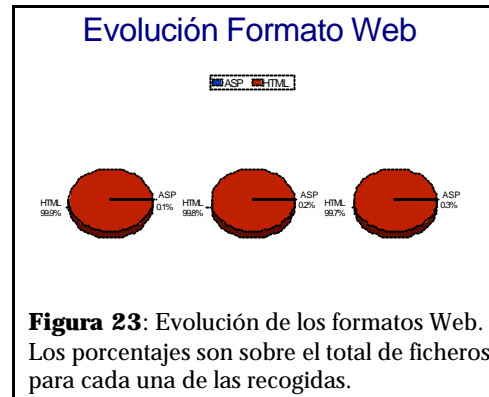 Evolución Formato Web
ASP HTML
HTML 99.9%
ASP 0.1%
HTML 99.8%
ASP 0.2%
HTML 99.7%
ASP 0.3%
Figura 23: Evolución de los formatos Web.
Los porcentajes son sobre el total de ficheros
para cada una de las recogidas.